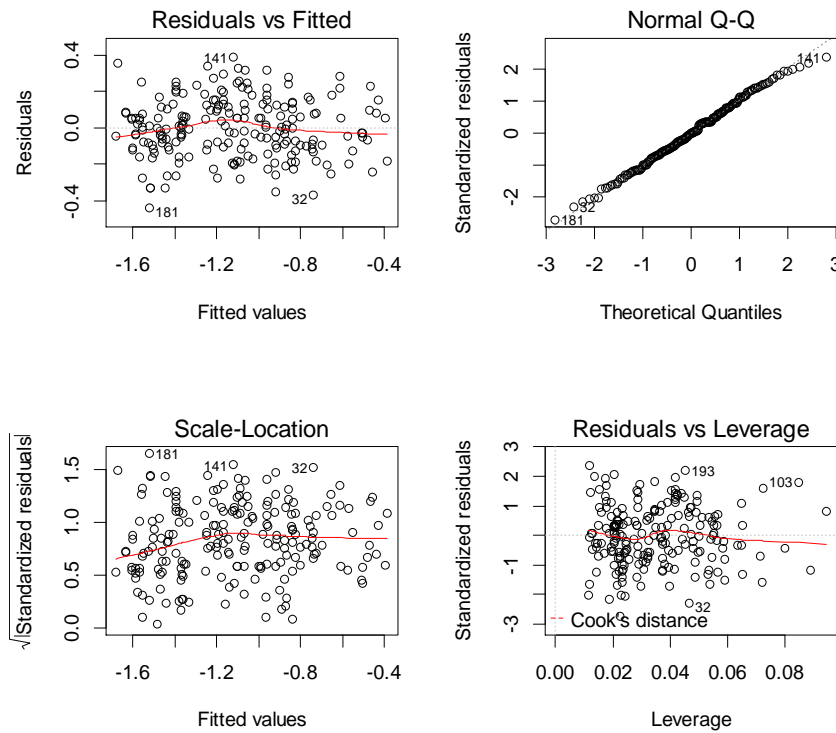 Residuals vs Fitted
Residuals
0.4
0.0
-0.4
141
32
181
-1.6 -1.2 -0.8 -0.4
Fitted values
Normal Q-Q
Standardized residuals
2
1
0
-2
141
32
181
-3 -2 -1 0 1 2 3
Theoretical Quantiles
Scale-Location
√|Standardized residuals|
1.5
1.0
0.5
0.0
181
141
32
-1.6 -1.2 -0.8 -0.4
Fitted values
Residuals vs Leverage
Standardized residuals
3
2
1
-1
-3
193
103
32
Cook's distance
0.00 0.02 0.04 0.06 0.08
Leverage